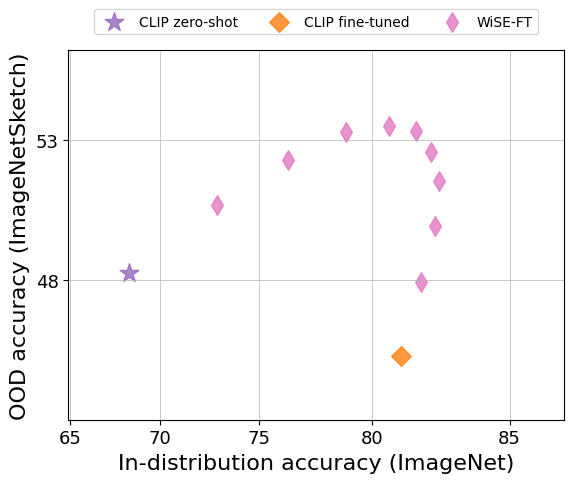 CLIP zero-shot CLIP fine-tuned WiSE-FT
OOD accuracy (ImageNetSketch)
53
48
65 70 75 80 85
In-distribution accuracy (ImageNet)